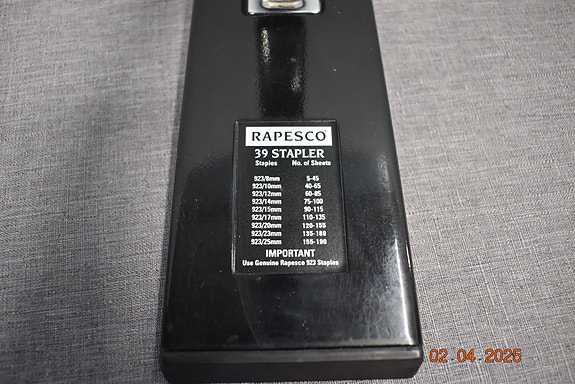 RAPESCO
39 STAPLER
Staples No. of Sheets
923/8mm 5-45
923/10mm 40-65
923/12mm 60-85
923/14mm 75-100
923/15mm 90-115
923/17mm 110-135
923/20mm 120-155
923/23mm 135-180
923/25mm 155-190
IMPORTANT
Use Genuine Rapesco 923 Staples
02.04.2025